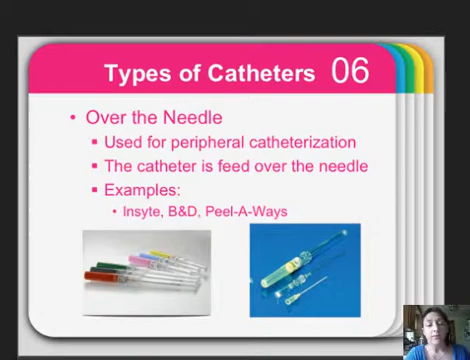 Types of Catheters 06
Over the Needle
Used for peripheral catheterization
The catheter is feed over the needle
Examples:
Insyte, B&D, Peel-A-Ways